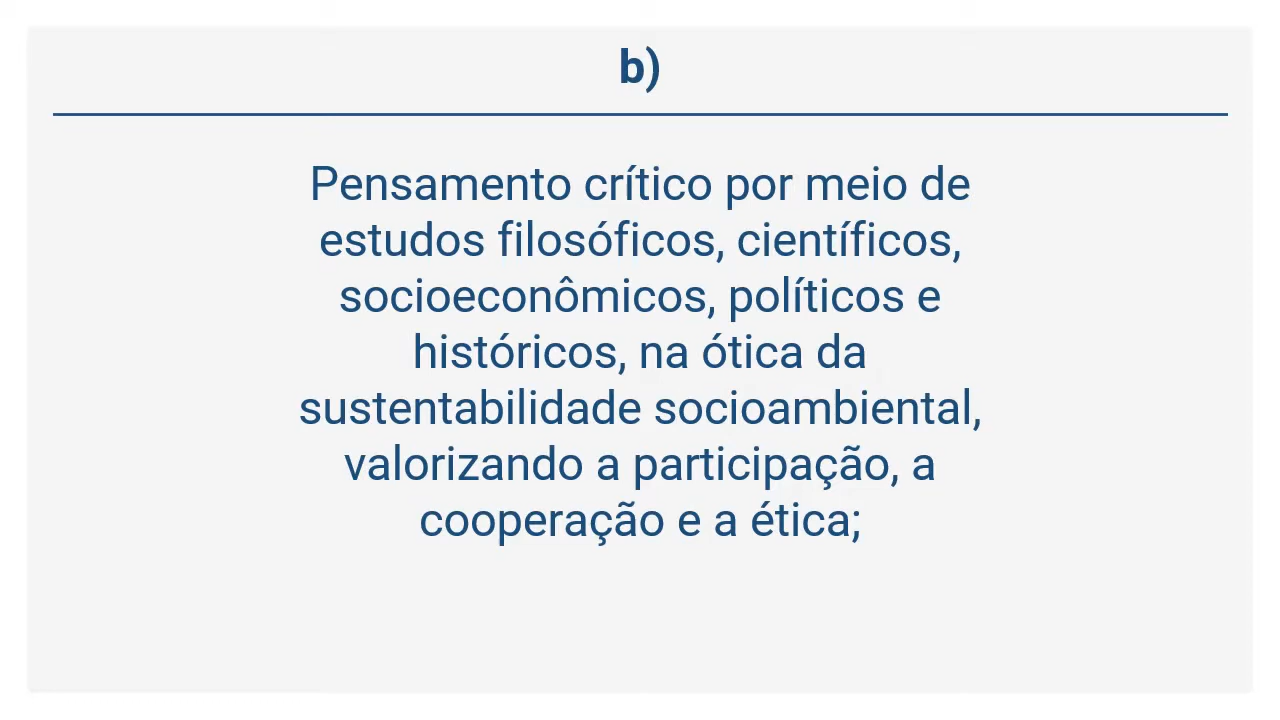 b)
Pensamento crítico por meio de
estudos filosóficos, científicos,
socioeconômicos, políticos e
históricos, na ótica da
sustentabilidade socioambiental,
valorizando a participação, a
cooperação e a ética;